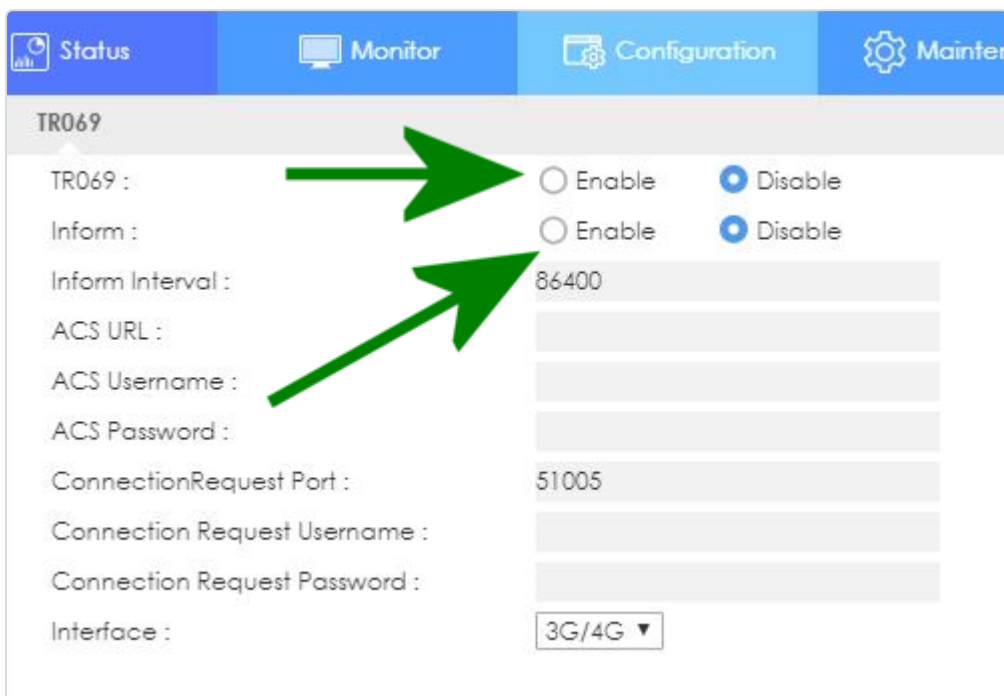 Status Monitor Configuration
TR069
TR069 : Enable Disable
Inform : Enable Disable
Inform Interval : 86400
ACS URL :
ACS Username :
ACS Password :
ConnectionRequest Port : 51005
Connection Request Username :
Connection Request Password :
Interface : 3G/4G